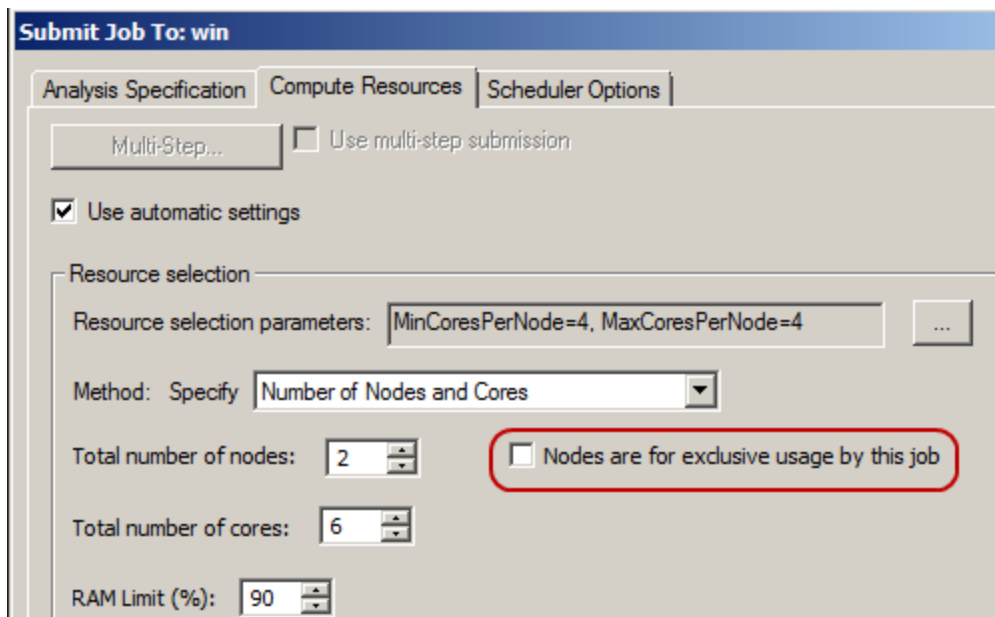 Submit Job To: win
Analysis Specification Compute Resources Scheduler Options
Multi-Step... Use multi-step submission
Use automatic settings
Resource selection
Resource selection parameters: MinCoresPerNode=4, MaxCoresPerNode=4 ...
Method: Specify Number of Nodes and Cores
Total number of nodes: 2 Nodes are for exclusive usage by this job
Total number of cores: 6
RAM Limit (%): 90